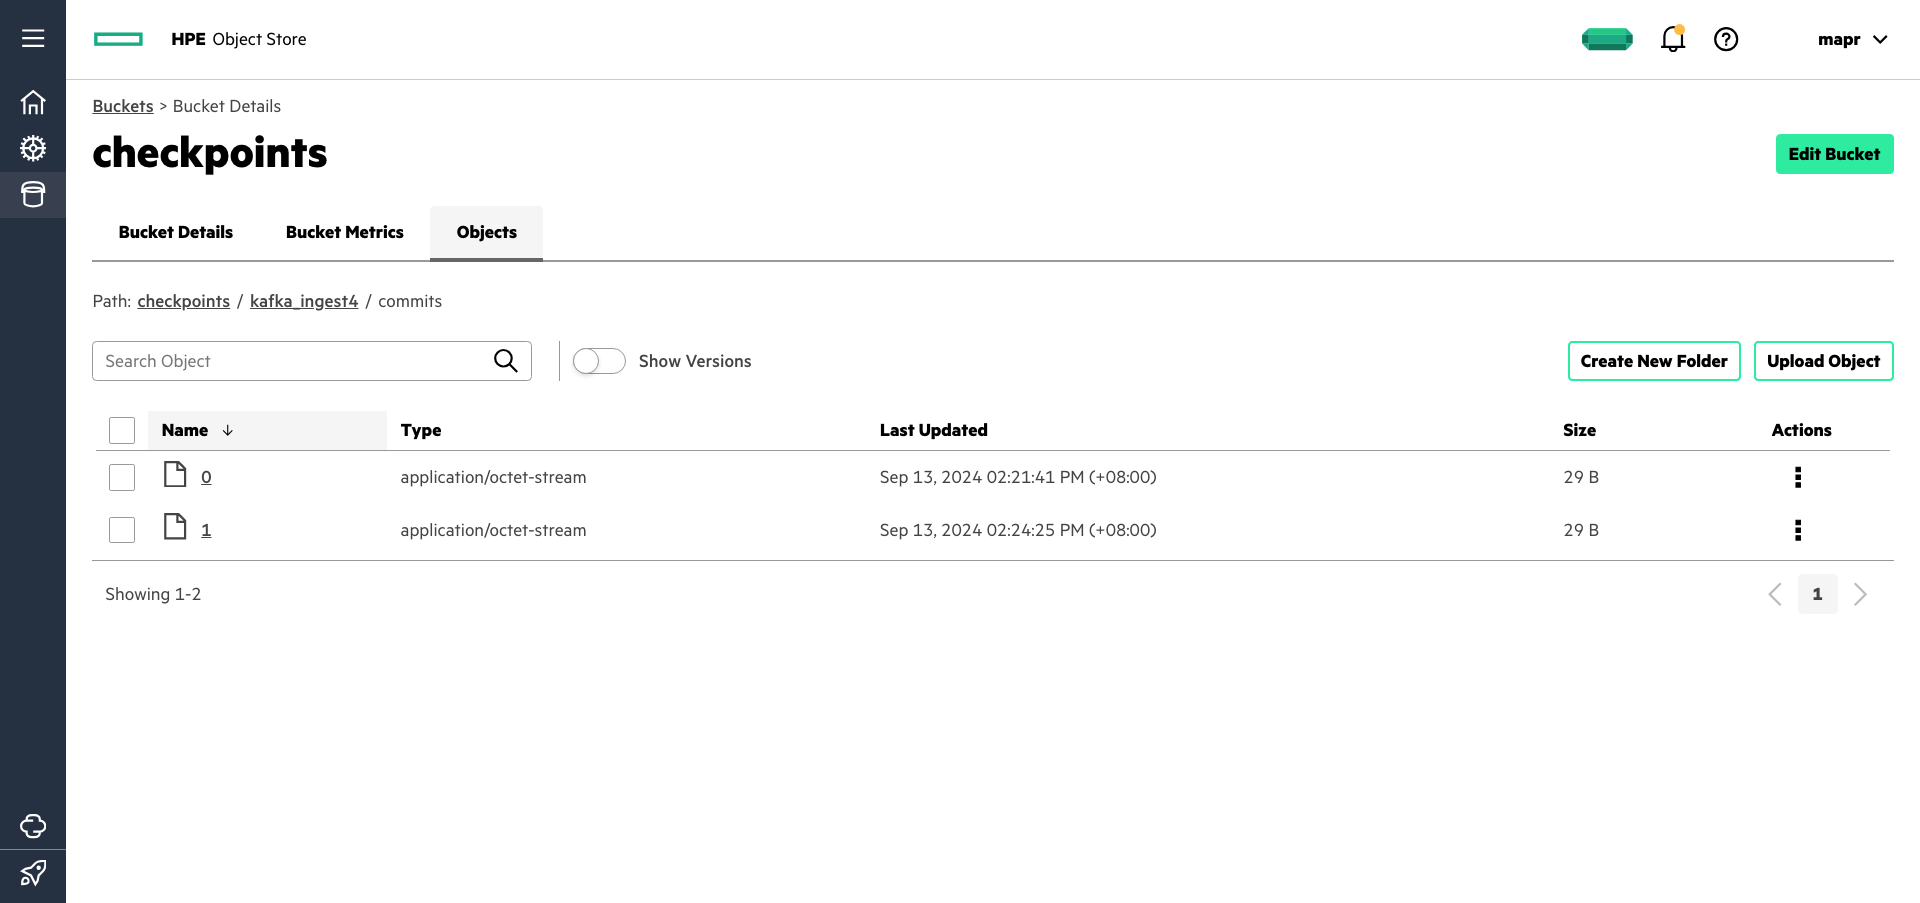 HPE Object Store
mapr
Buckets > Bucket Details
checkpoints
Edit Bucket
Bucket Details Bucket Metrics Objects
Path: checkpoints / kafka_ingest4 / commits
Search Object Show Versions Create New Folder Upload Object
Name ↓ Type Last Updated Size Actions
0 application/octet-stream Sep 13, 2024 02:21:41 PM (+08:00) 29 B
1 application/octet-stream Sep 13, 2024 02:24:25 PM (+08:00) 29 B
Showing 1-2 1